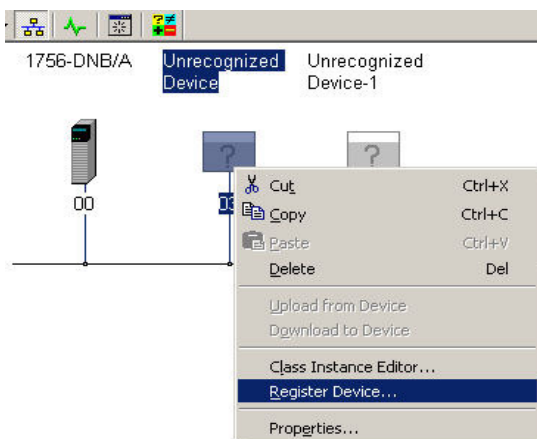 1756-DNB/A
Unrecognized
Device
Unrecognized
Device-1
?
?
00
03
Cut Ctrl+X
Copy Ctrl+C
Paste Ctrl+V
Delete Del
Upload from Device
Download to Device
Class Instance Editor...
Register Device...
Properties...